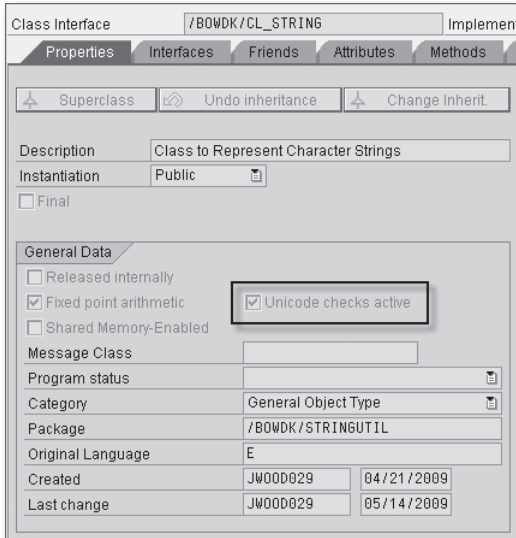 Class Interface /BOWDK/CL_STRING Implemen
Properties Interfaces Friends Attributes Methods
Superclass Undo inheritance Change Inherit.
Description Class to Represent Character Strings
Instantiation Public
Final
General Data
Released internally
Fixed point arithmetic Unicode checks active
Shared Memory-Enabled
Message Class
Program status
Category General Object Type
Package /BOWDK/STRINGUTIL
Original Language E
Created JWOOD029 04/21/2009
Last change JWOOD029 05/14/2009